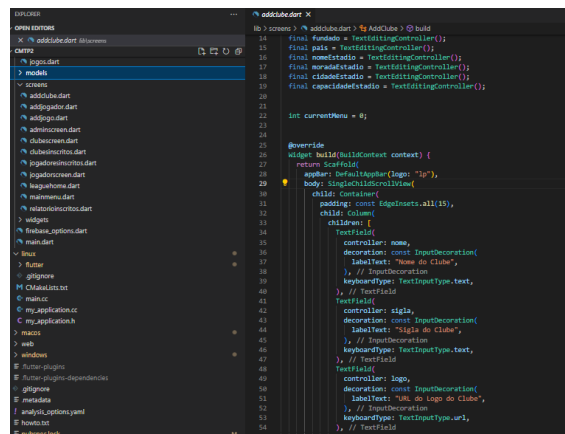 EXPLORER
OPEN EDITORS
addclube.dart lib\screens
CMTP2
jogos.dart
models
screens
addclube.dart
addjogador.dart
addjogo.dart
adminscreen.dart
clubescreen.dart
clubesinscritos.dart
jogadoresinscritos.dart
jogadorscreen.dart
leaguehome.dart
mainmenu.dart
relatorioinscritos.dart
widgets
firebase_options.dart
main.dart
linux
flutter
.gitignore
CMakeLists.txt
main.cc
my_application.cc
my_application.h
macos
web
windows
.flutter-plugins
.flutter-plugins-dependencies
.gitignore
.metadata
analysis_options.yaml
howto.txt
pubspec.lock M
addclube.dart X
lib > screens > addclube.dart > AddClube > build
14 final fundado = TextEditingController();
15 final pais = TextEditingController();
16 final nomeEstadio = TextEditingController();
17 final moradaEstadio = TextEditingController();
18 final cidadeEstadio = TextEditingController();
19 final capacidadeEstadio = TextEditingController();
20
21
22 int currentMenu = 0;
23
24
25 @override
26 Widget build(BuildContext context) {
27 return Scaffold(
28 appBar: DefaultAppBar(logo: "lp"),
29 body: SingleChildScrollView(
30 child: Container(
31 padding: const EdgeInsets.all(15),
32 child: Column(
33 children: [
34 TextField(
35 controller: nome,
36 decoration: const InputDecoration(
37 labelText: "Nome do Clube",
38 ), // InputDecoration
39 keyboardType: TextInputType.text,
40 ), // TextField
41 TextField(
42 controller: sigla,
43 decoration: const InputDecoration(
44 labelText: "Sigla do Clube",
45 ), // InputDecoration
46 keyboardType: TextInputType.text,
47 ), // TextField
48 TextField(
49 controller: logo,
50 decoration: const InputDecoration(
51 labelText: "URL do Logo do Clube",
52 ), // InputDecoration
53 keyboardType: TextInputType.url,
54 ), // TextField